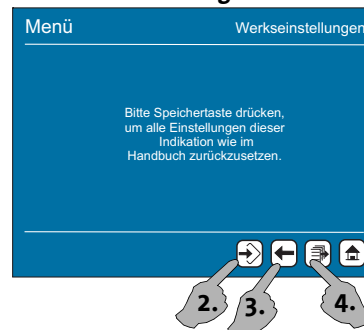 Menü Werkseinstellungen
Bitte Speichertaste drücken,
um alle Einstellungen dieser
Indikation wie im
Handbuch zurückzusetzen.
2. 3. 4.